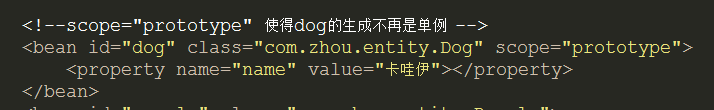 <!--scope="prototype" 使得dog的生成不再是单例 -->
<bean id="dog" class="com.zhou.entity.Dog" scope="prototype">
<property name="name" value="卡哇伊"></property>
</bean>